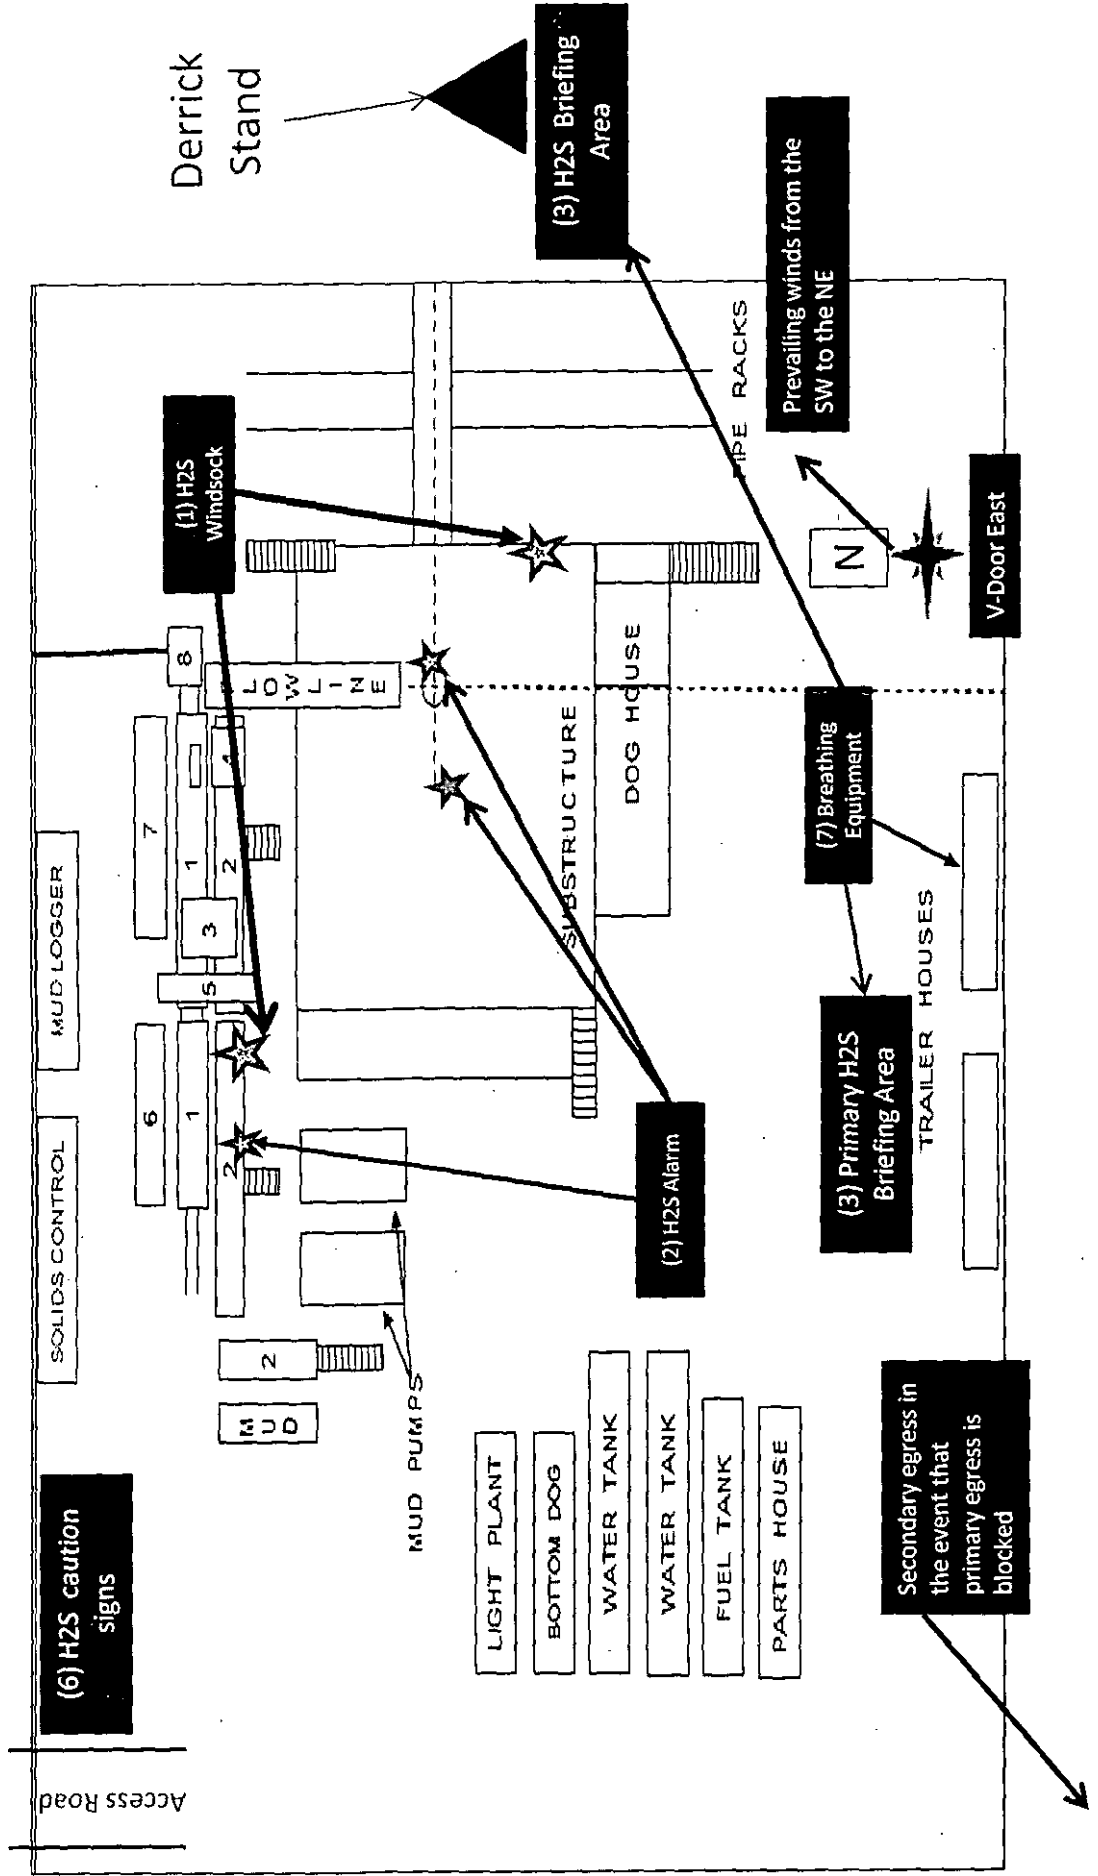 Access Road
(6) H2S caution
signs
SOLIDS CONTROL
MUD LOGGER
(1) H2S
Windsock
Derrick
Stand
6
7
1
1
8
5
3
2
2
4
2
MUD
LOWLINE
MUD PUMPS
LIGHT PLANT
BOTTOM DOG
WATER TANK
WATER TANK
FUEL TANK
PARTS HOUSE
SUBSTRUCTURE
DOG HOUSE
(2) H2S Alarm
(3) H2S Briefing
Area
PIPE RACKS
Prevailing winds from the
SW to the NE
N
V-Door East
(7) Breathing
Equipment
(3) Primary H2S
Briefing Area
TRAILER HOUSES
Secondary egress in
the event that
primary egress is
blocked